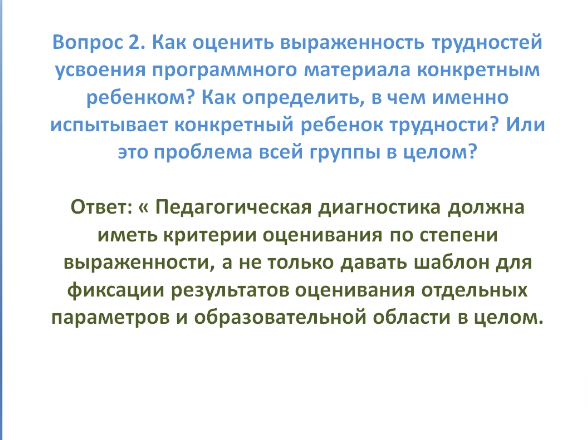 Вопрос 2. Как оценить выраженность трудностей
усвоения программного материала конкретным
ребенком? Как определить, в чем именно
испытывает конкретный ребенок трудности? Или
это проблема всей группы в целом?
Ответ: « Педагогическая диагностика должна
иметь критерии оценивания по степени
выраженности, а не только давать шаблон для
фиксации результатов оценивания отдельных
параметров и образовательной области в целом.